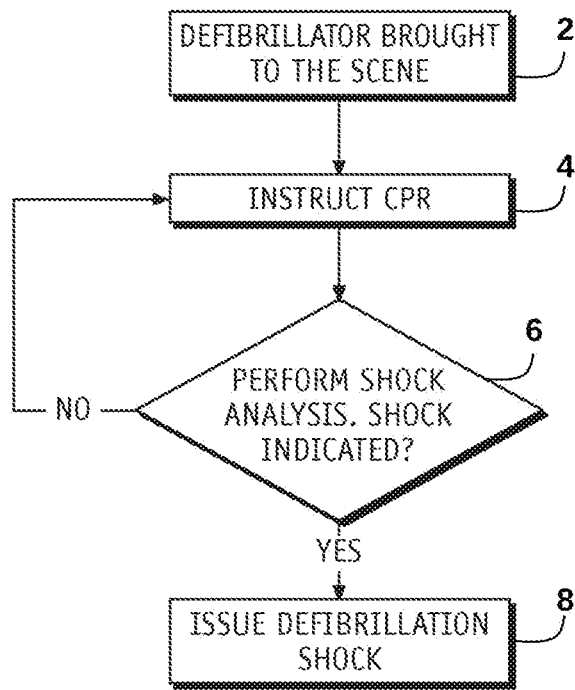 DEFIBRILLATOR BROUGHT
TO THE SCENE
2
INSTRUCT CPR
4
PERFORM SHOCK
ANALYSIS. SHOCK
INDICATED?
6
NO
YES
ISSUE DEFIBRILLATION
SHOCK
8